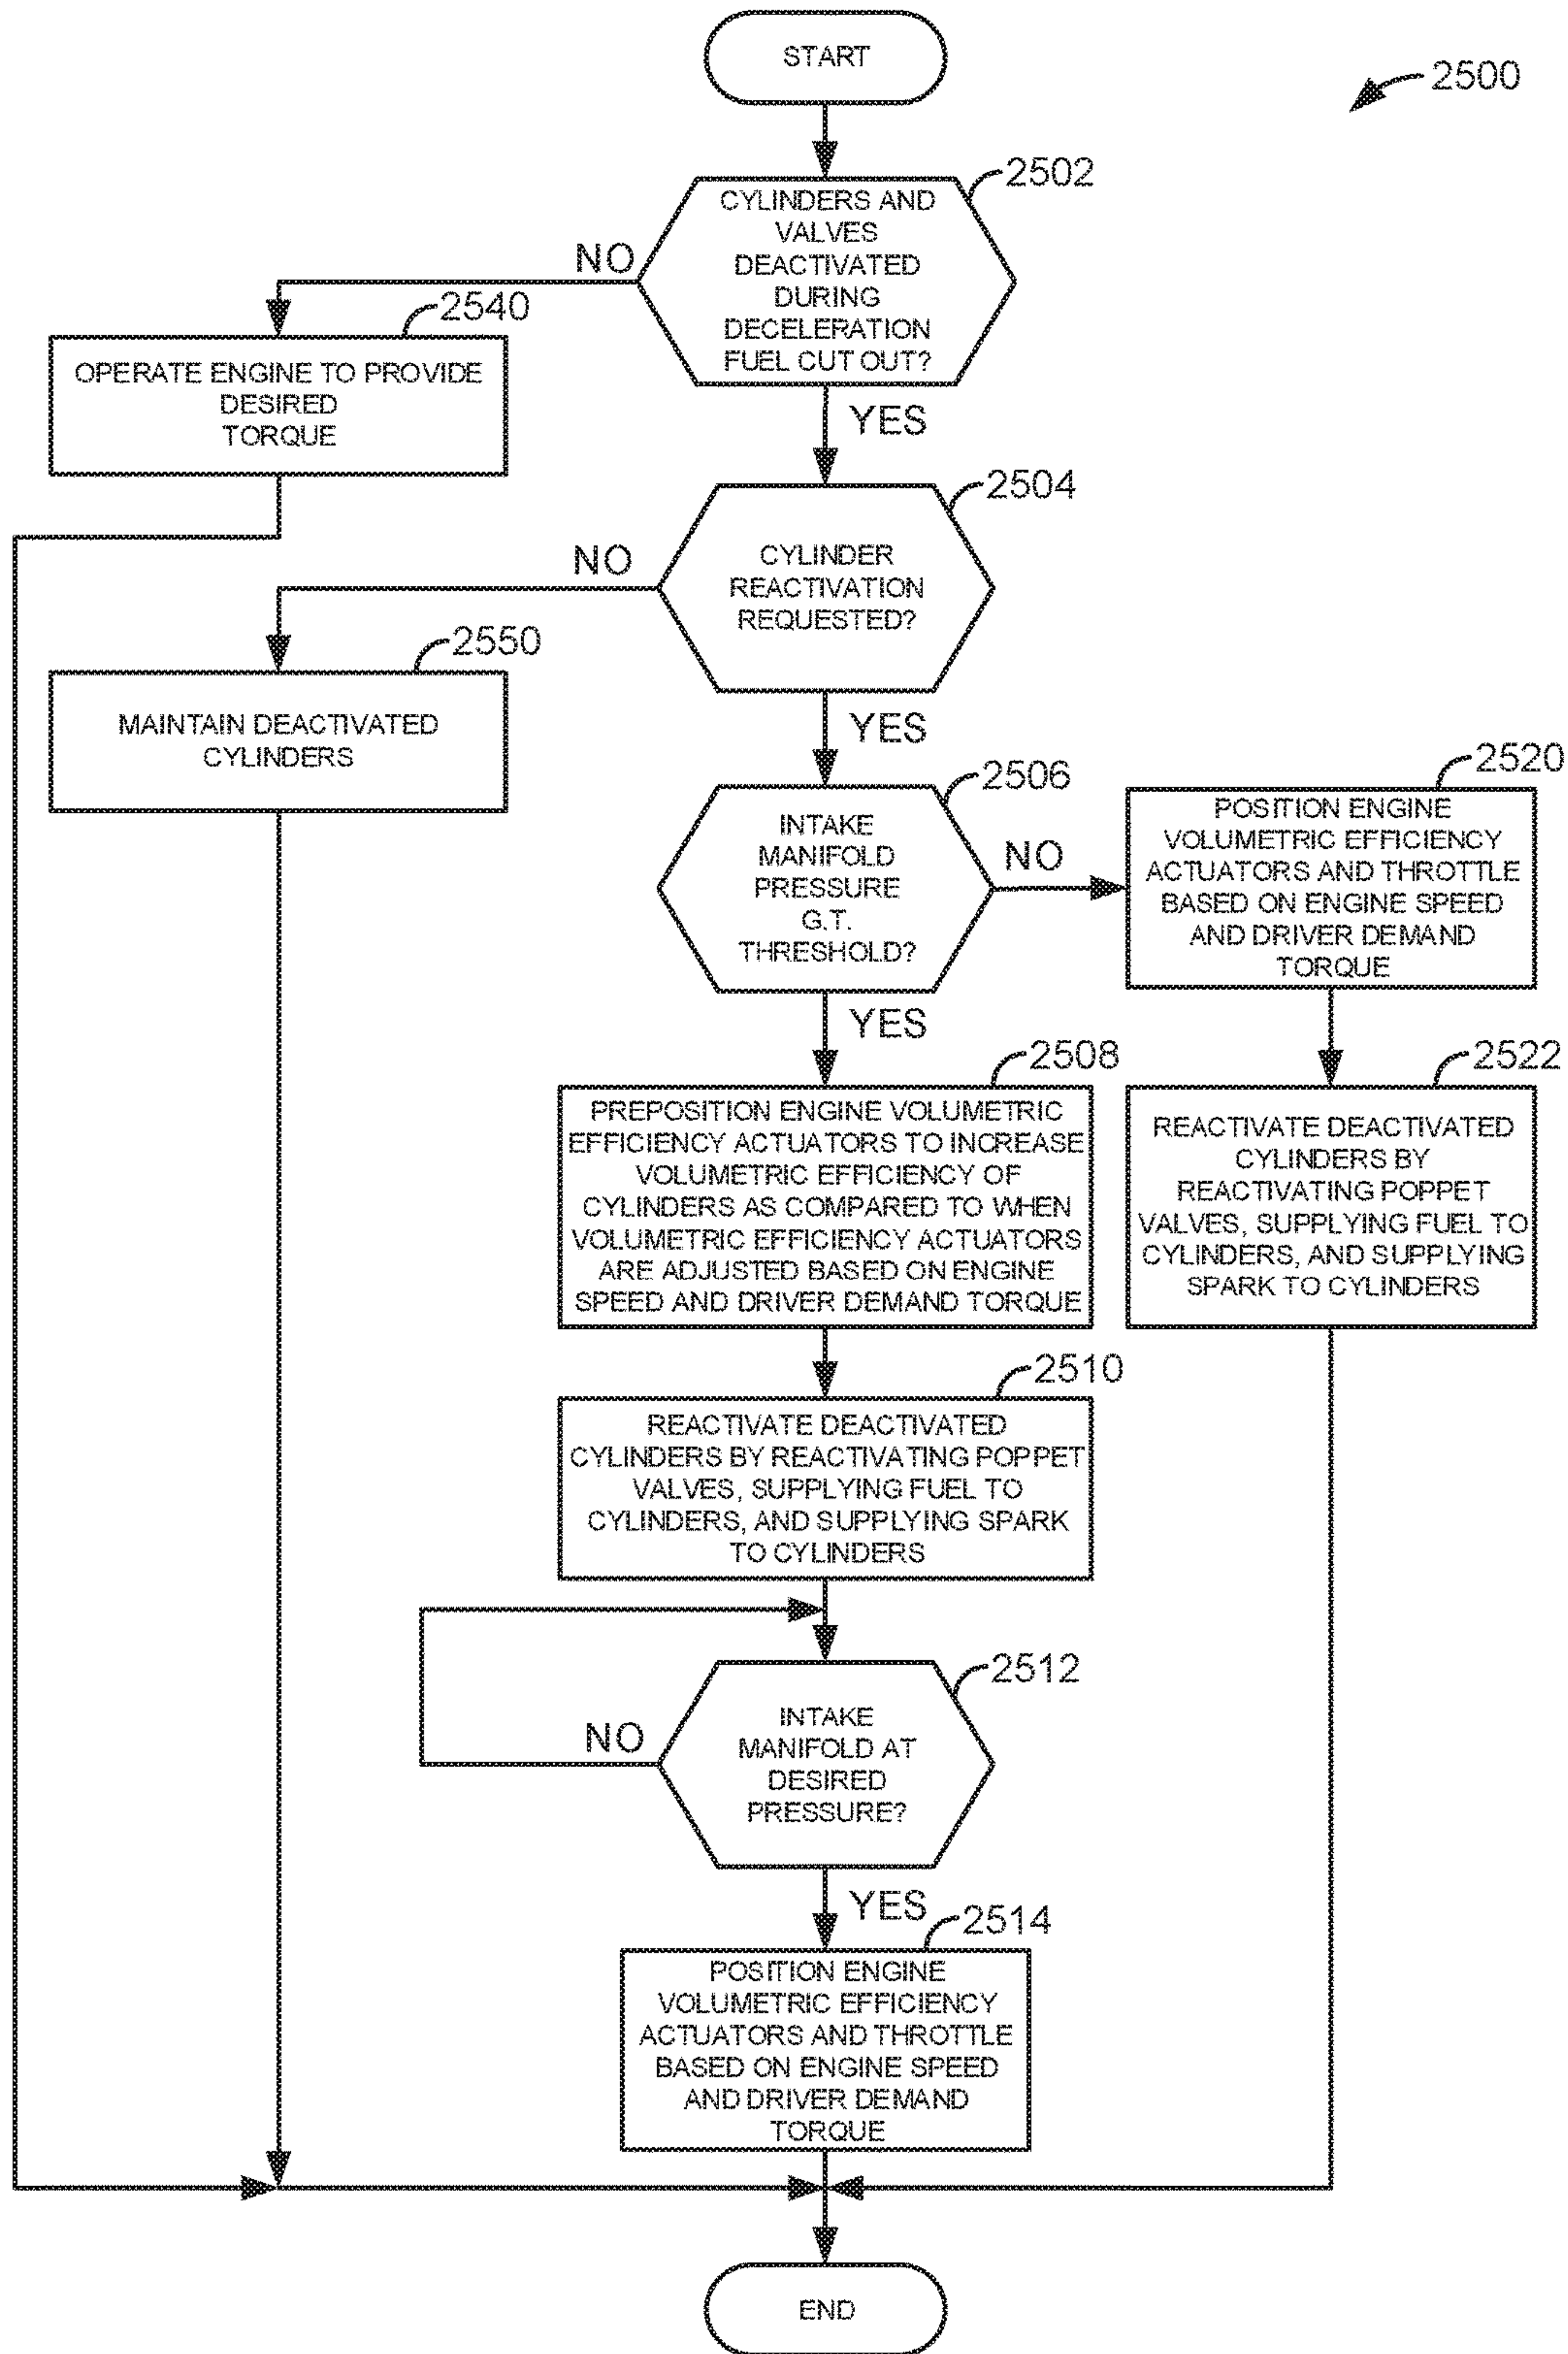 START
2500
2502
CYLINDERS AND
VALVES
DEACTIVATED
DURING
DECELERATION
FUEL CUT OUT?
NO
2540
OPERATE ENGINE TO PROVIDE
DESIRED
TORQUE
YES
2504
CYLINDER
REACTIVATION
REQUESTED?
NO
2550
MAINTAIN DEACTIVATED
CYLINDERS
YES
2506
INTAKE
MANIFOLD
PRESSURE
G.T.
THRESHOLD?
NO
2520
POSITION ENGINE
VOLUMETRIC EFFICIENCY
ACTUATORS AND THROTTLE
BASED ON ENGINE SPEED
AND DRIVER DEMAND
TORQUE
YES
2508
PREPOSITION ENGINE VOLUMETRIC
EFFICIENCY ACTUATORS TO INCREASE
VOLUMETRIC EFFICIENCY OF
CYLINDERS AS COMPARED TO WHEN
VOLUMETRIC EFFICIENCY ACTUATORS
ARE ADJUSTED BASED ON ENGINE
SPEED AND DRIVER DEMAND TORQUE
2522
REACTIVATE DEACTIVATED
CYLINDERS BY
REACTIVATING POPPET
VALVES, SUPPLYING FUEL TO
CYLINDERS, AND SUPPLYING
SPARK TO CYLINDERS
2510
REACTIVATE DEACTIVATED
CYLINDERS BY REACTIVATING POPPET
VALVES, SUPPLYING FUEL TO
CYLINDERS, AND SUPPLYING SPARK
TO CYLINDERS
2512
INTAKE
MANIFOLD AT
DESIRED
PRESSURE?
NO
YES
2514
POSITION ENGINE
VOLUMETRIC EFFICIENCY
ACTUATORS AND THROTTLE
BASED ON ENGINE SPEED
AND DRIVER DEMAND
TORQUE
END